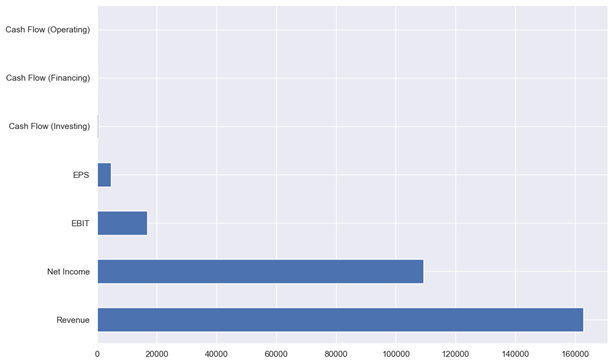 Cash Flow (Operating)
Cash Flow (Financing)
Cash Flow (Investing)
EPS
EBIT
Net Income
Revenue
0 20000 40000 60000 80000 100000 120000 140000 160000